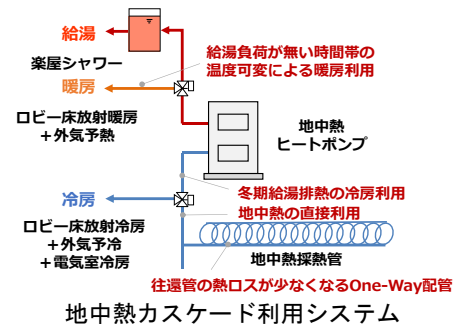 給湯
楽屋シャワー
給湯負荷が無い時間帯の
温度可変による暖房利用
暖房
ロビー床放射暖房
＋外気予熱
地中熱
ヒートポンプ
冬期給湯排熱の冷房利用
冷房
地中熱の直接利用
ロビー床放射冷房
＋外気予冷
＋電気室冷房
地中熱採熱管
往還管の熱ロスが少なくなるOne-Way配管
地中熱カスケード利用システム